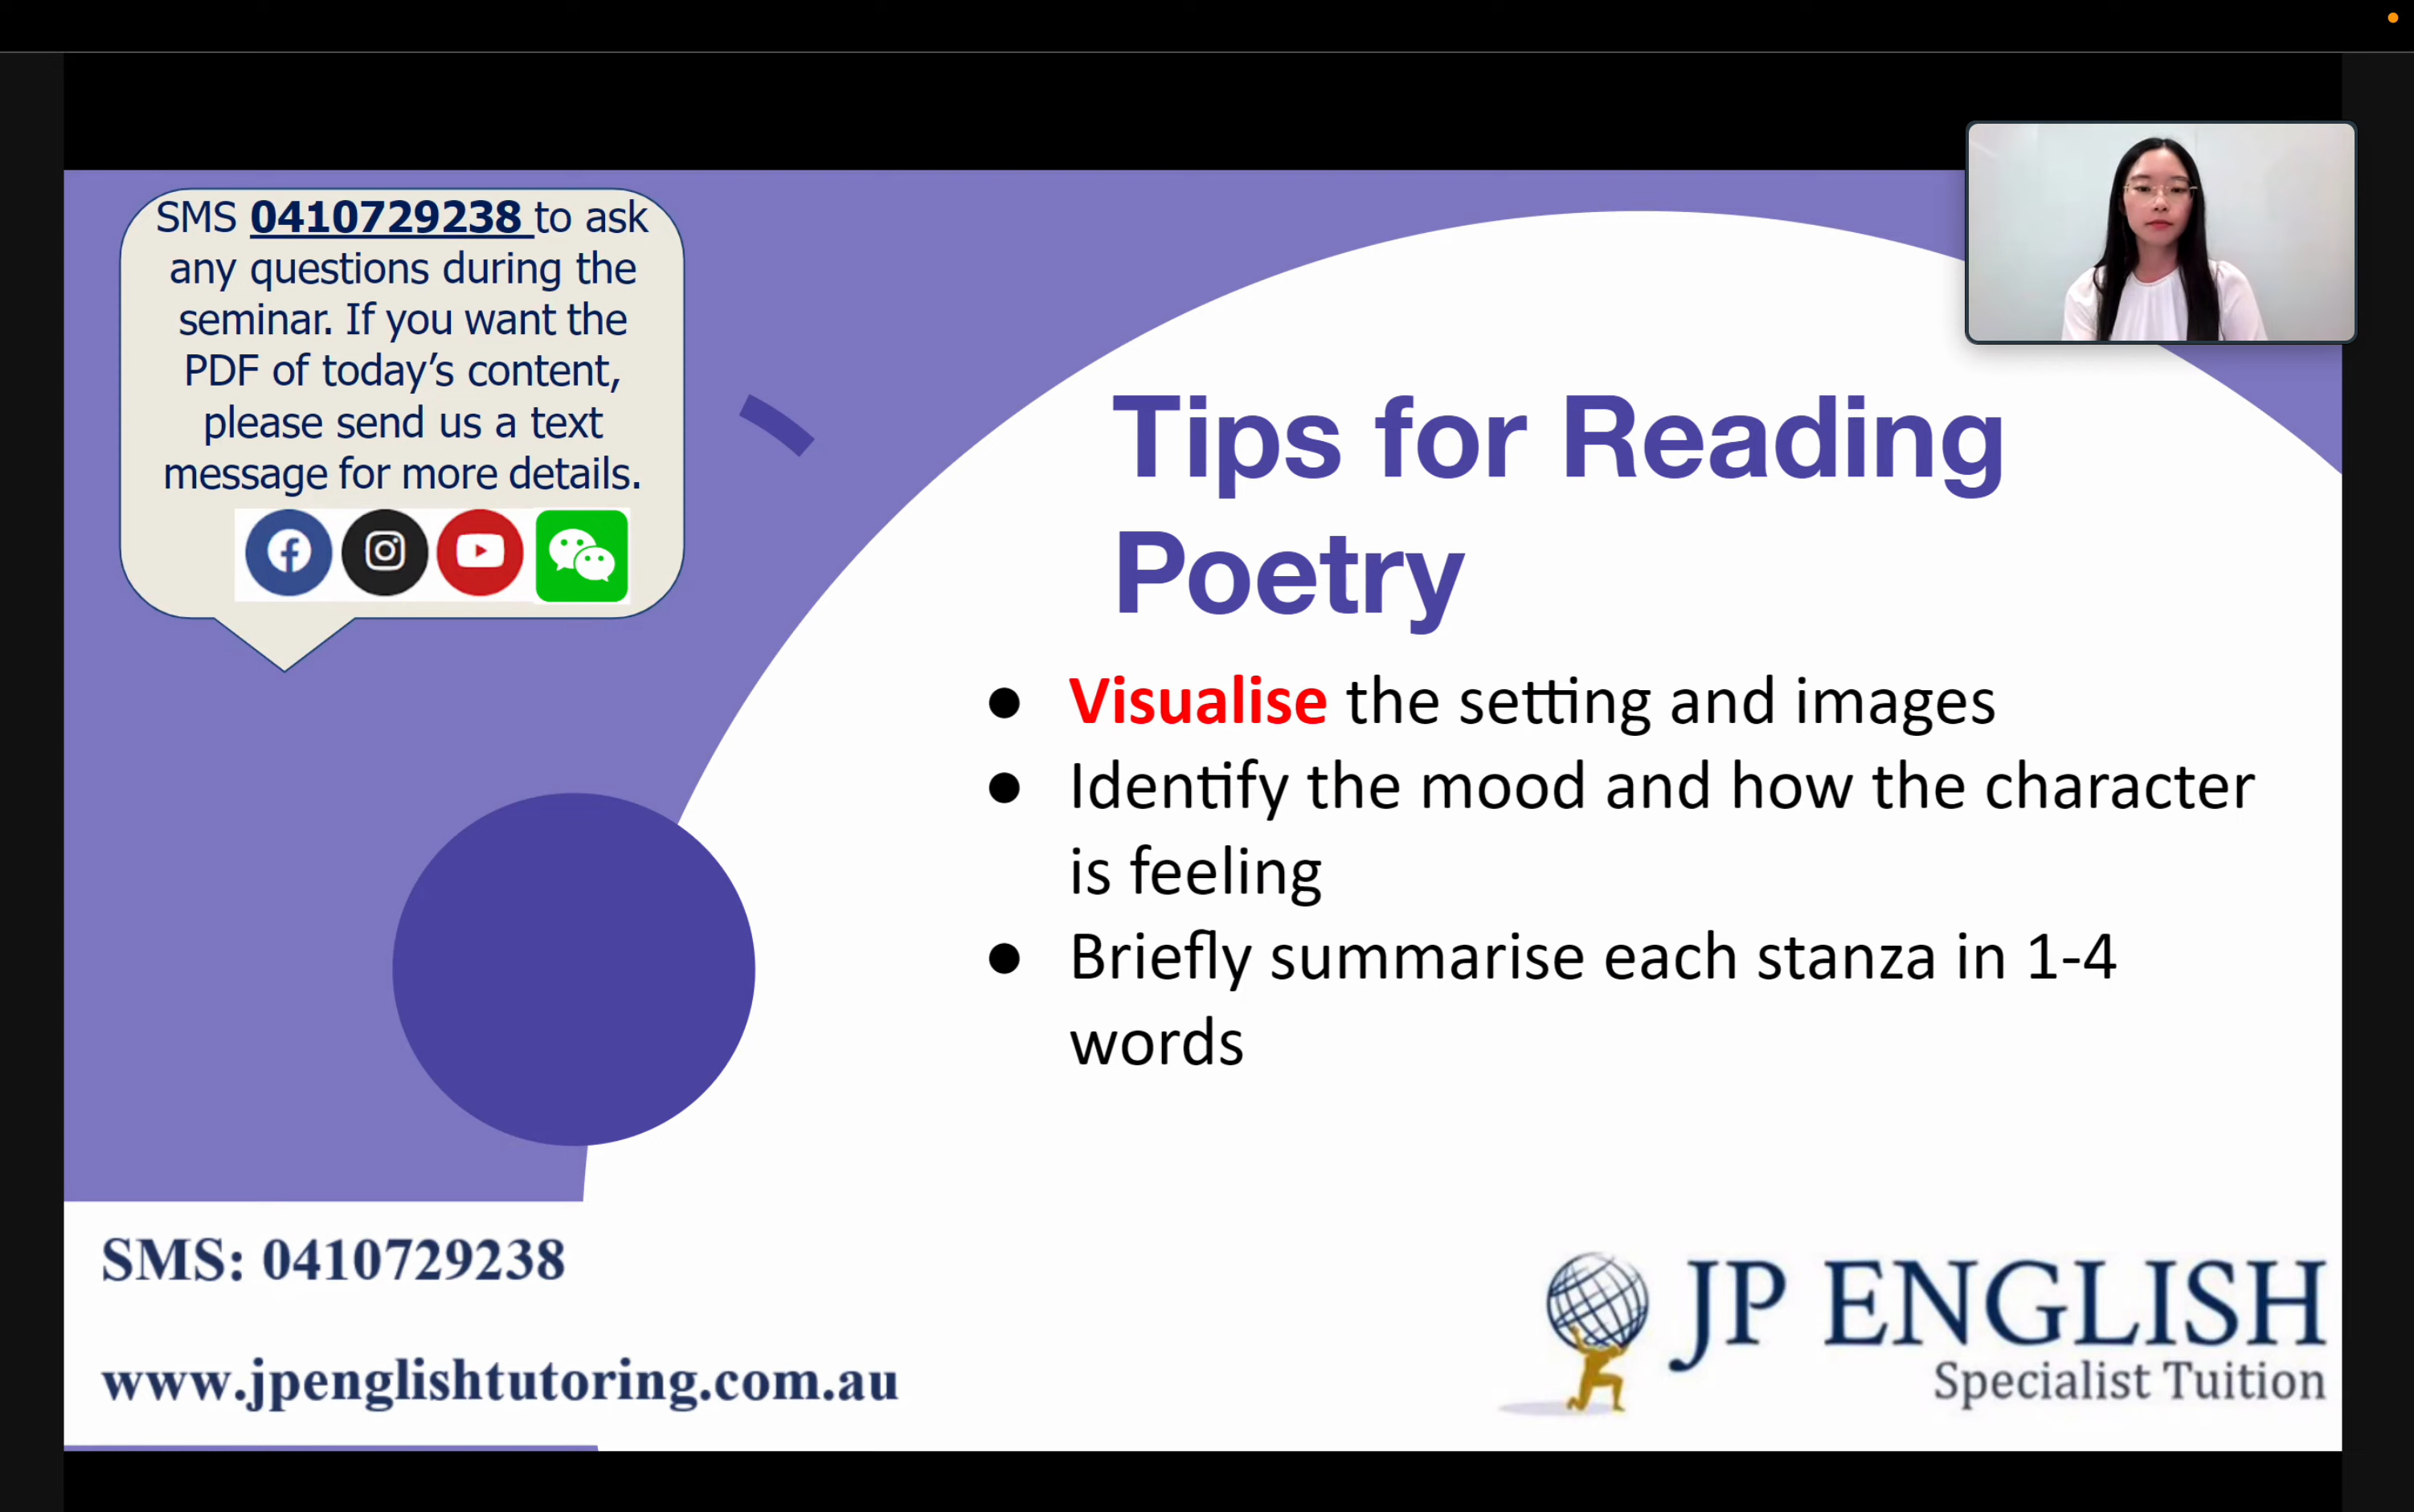 SMS 0410729238 to ask
any questions during the
seminar. If you want the
PDF of today’s content,
please send us a text
message for more details.
Tips for Reading
Poetry
● Visualise the setting and images
● Identify the mood and how the character
is feeling
● Briefly summarise each stanza in 1-4
words
SMS: 0410729238
www.jpenglishtutoring.com.au
JP ENGLISH
Specialist Tuition